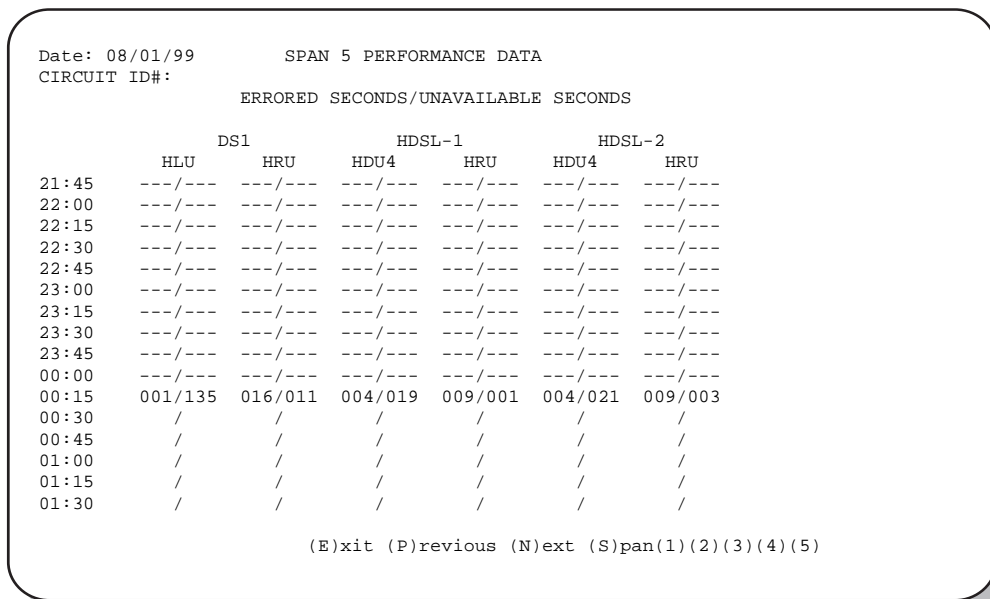 Date: 08/01/99 SPAN 5 PERFORMANCE DATA
CIRCUIT ID#:
ERRORED SECONDS/UNAVAILABLE SECONDS
DS1 HDSL-1 HDSL-2
HLU HRU HDU4 HRU HDU4 HRU
21:45 ---/--- ---/--- ---/--- ---/--- ---/--- ---/---
22:00 ---/--- ---/--- ---/--- ---/--- ---/--- ---/---
22:15 ---/--- ---/--- ---/--- ---/--- ---/--- ---/---
22:30 ---/--- ---/--- ---/--- ---/--- ---/--- ---/---
22:45 ---/--- ---/--- ---/--- ---/--- ---/--- ---/---
23:00 ---/--- ---/--- ---/--- ---/--- ---/--- ---/---
23:15 ---/--- ---/--- ---/--- ---/--- ---/--- ---/---
23:30 ---/--- ---/--- ---/--- ---/--- ---/--- ---/---
23:45 ---/--- ---/--- ---/--- ---/--- ---/--- ---/---
00:00 ---/--- ---/--- ---/--- ---/--- ---/--- ---/---
00:15 001/135 016/011 004/019 009/001 004/021 009/003
00:30 / / / / / /
00:45 / / / / / /
01:00 / / / / / /
01:15 / / / / / /
01:30 / / / / / /
(E)xit (P)revious (N)ext (S)pan(1)(2)(3)(4)(5)